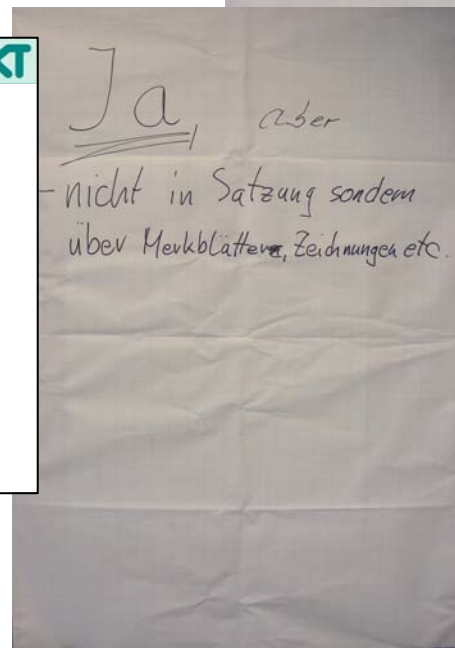 Ja, aber
- nicht in Satzung sondern
über Merkblätter, Zeichnungen etc.